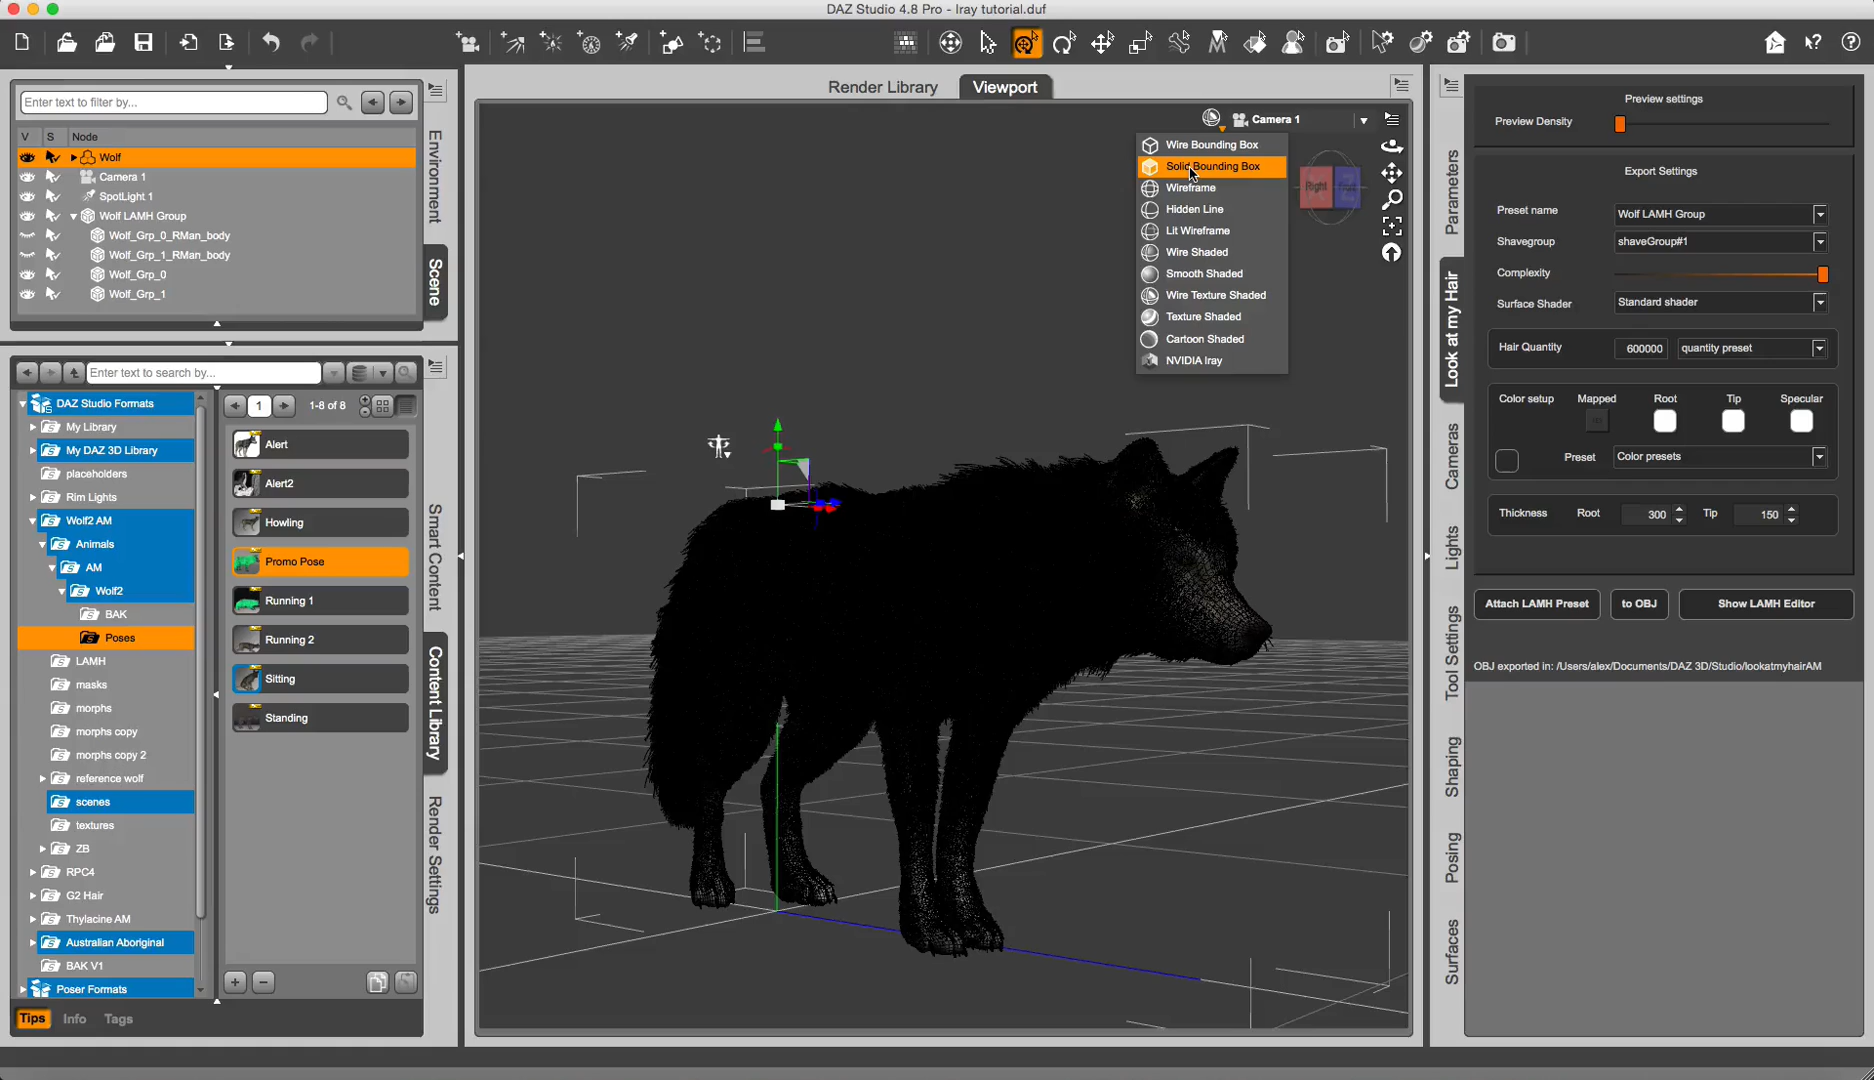 DAZ Studio 4.8 Pro - Iray tutorial.duf
Enter text to filter by...
V S Node
Wolf
Camera 1
SpotLight 1
Wolf LAMH Group
Wolf_Grp_0_RMan_body
Wolf_Grp_1_RMan_body
Wolf_Grp_0
Wolf_Grp_1
Environment
Scene
Enter text to search by...
DAZ Studio Formats
My Library
My DAZ 3D Library
placeholders
Rim Lights
Wolf2 AM
Animals
AM
Wolf2
BAK
Poses
LAMH
masks
morphs
morphs copy
morphs copy 2
reference wolf
scenes
textures
ZB
RPC4
G2 Hair
Thylacine AM
Australian Aboriginal
BAK V1
Poser Formats
1 1-8 of 8
Alert
Alert2
Howling
Promo Pose
Running 1
Running 2
Sitting
Standing
Tips Info Tags
Smart Content
Content Library
Render Settings
Render Library Viewport
Camera 1
Wire Bounding Box
Solid Bounding Box
Wireframe
Hidden Line
Lit Wireframe
Wire Shaded
Smooth Shaded
Wire Texture Shaded
Texture Shaded
Cartoon Shaded
NVIDIA Iray
Right
Parameters
Look at my Hair
Cameras
Lights
Tool Settings
Shaping
Posing
Surfaces
Preview settings
Preview Density
Export Settings
Preset name Wolf LAMH Group
Shavegroup shaveGroup#1
Complexity
Surface Shader Standard shader
Hair Quantity 600000 quantity preset
Color setup Mapped Root Tip Specular
Preset Color presets
Thickness Root 300 Tip 150
Attach LAMH Preset to OBJ Show LAMH Editor
OBJ exported in: /Users/alex/Documents/DAZ 3D/Studio/lookatmyhairAM